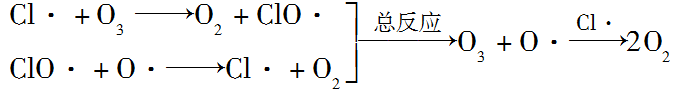 Cl· + O₃ ⟶ O₂ + ClO·
ClO· + O· ⟶ Cl· + O₂
总反应 ⟶ O₃ + O· Cl· ⟶ 2O₂